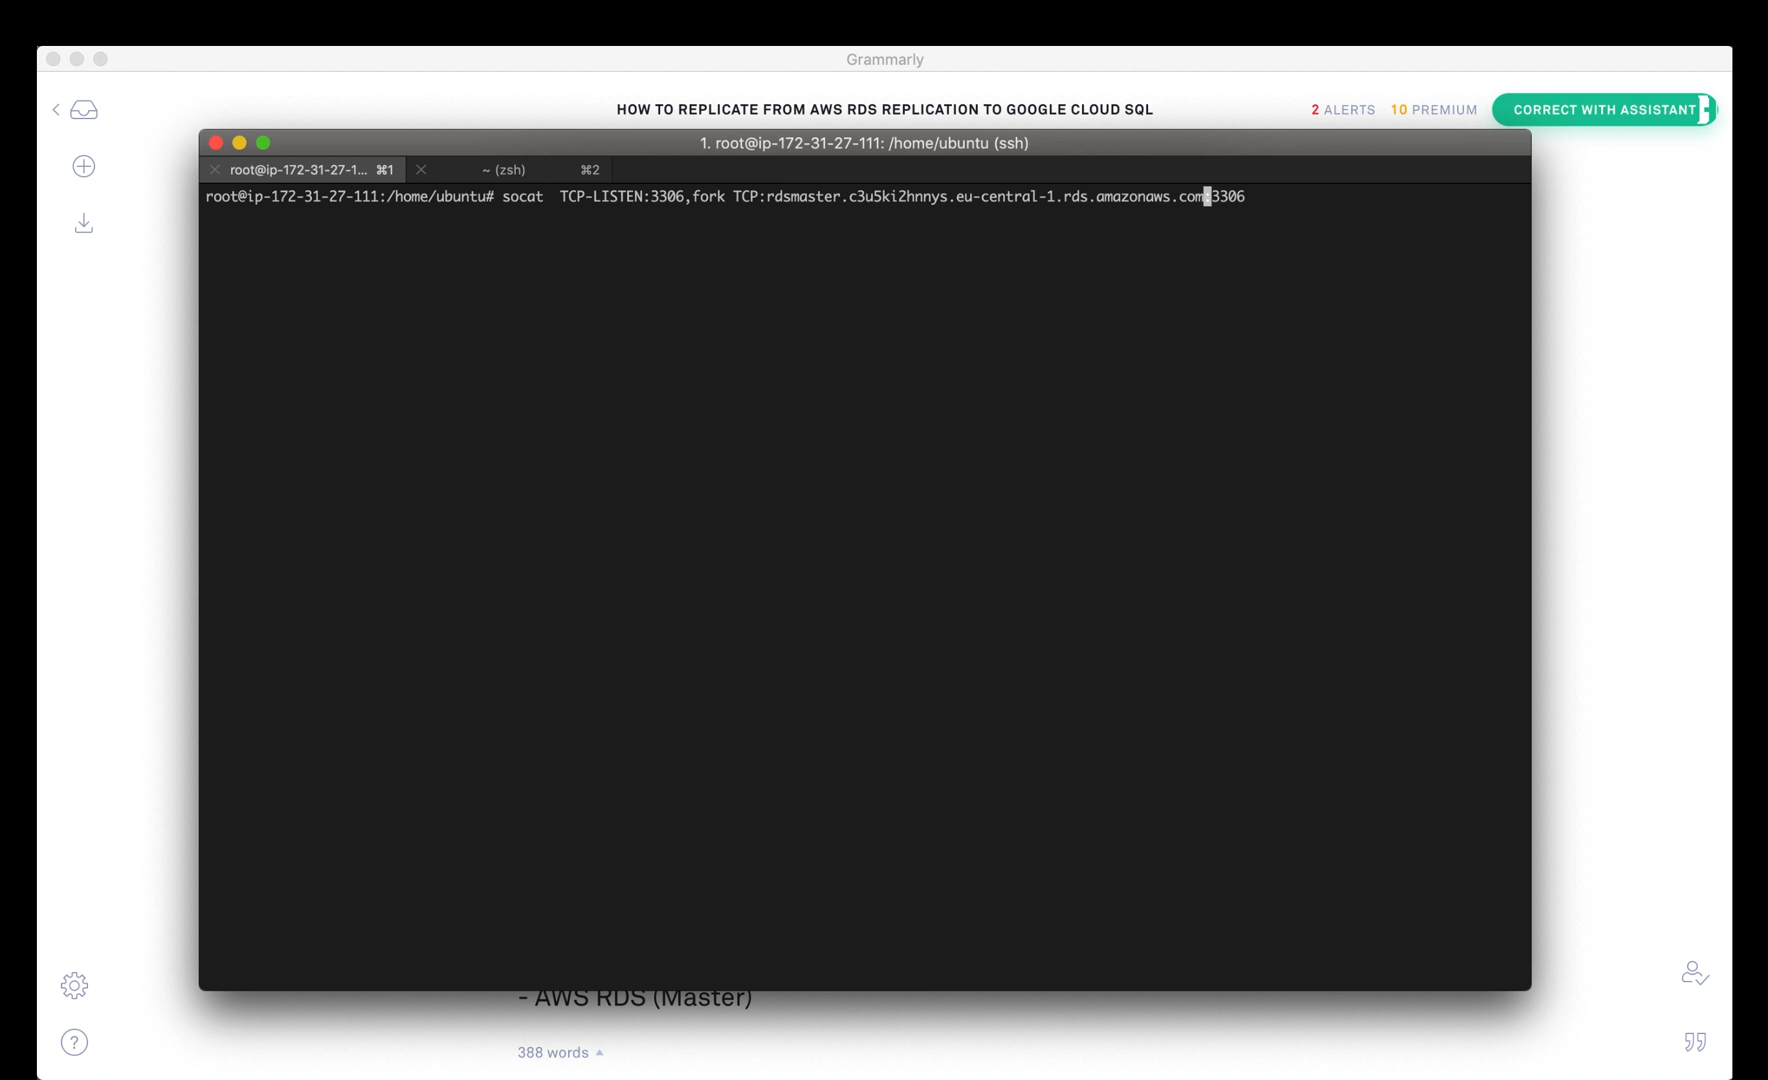 Grammarly
HOW TO REPLICATE FROM AWS RDS REPLICATION TO GOOGLE CLOUD SQL
2 ALERTS 10 PREMIUM CORRECT WITH ASSISTANT
1. root@ip-172-31-27-111: /home/ubuntu (ssh)
root@ip-172-31-27-1... ⌘1 ~ (zsh) ⌘2
root@ip-172-31-27-111:/home/ubuntu# socat  TCP-LISTEN:3306,fork TCP:rdsmaster.c3u5ki2hnnys.eu-central-1.rds.amazonaws.com:3306
- AWS RDS (Master)
388 words